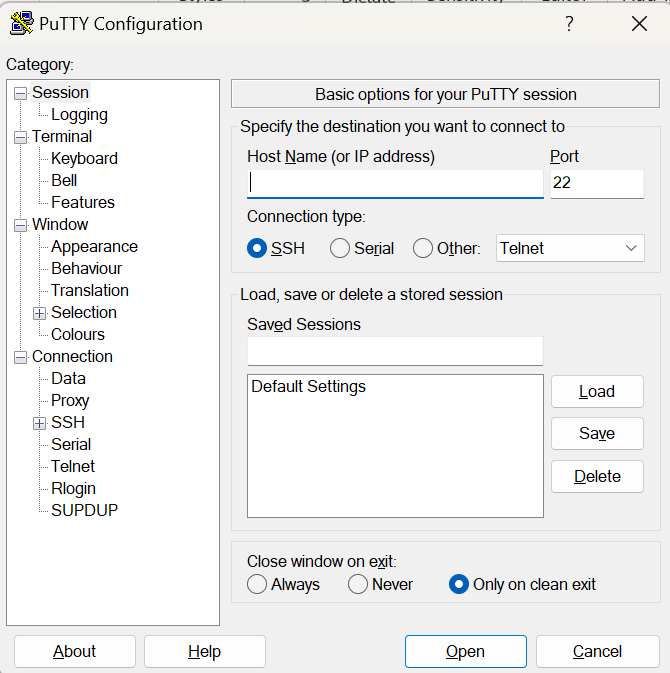 PuTTY Configuration
?
Category:
Session
Logging
Terminal
Keyboard
Bell
Features
Window
Appearance
Behaviour
Translation
Selection
Colours
Connection
Data
Proxy
SSH
Serial
Telnet
Rlogin
SUPDUP
Basic options for your PuTTY session
Specify the destination you want to connect to
Host Name (or IP address) Port
22
Connection type:
SSH Serial Other: Telnet
Load, save or delete a stored session
Saved Sessions
Default Settings
Load
Save
Delete
Close window on exit:
Always Never Only on clean exit
About Help Open Cancel